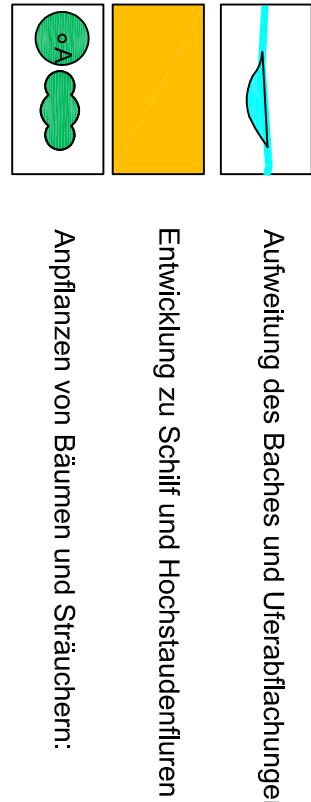 Aufweitung des Baches und Uferabflachunge
Entwicklung zu Schilf und Hochstaudenfluren
A
Anpflanzen von Bäumen und Sträuchern: